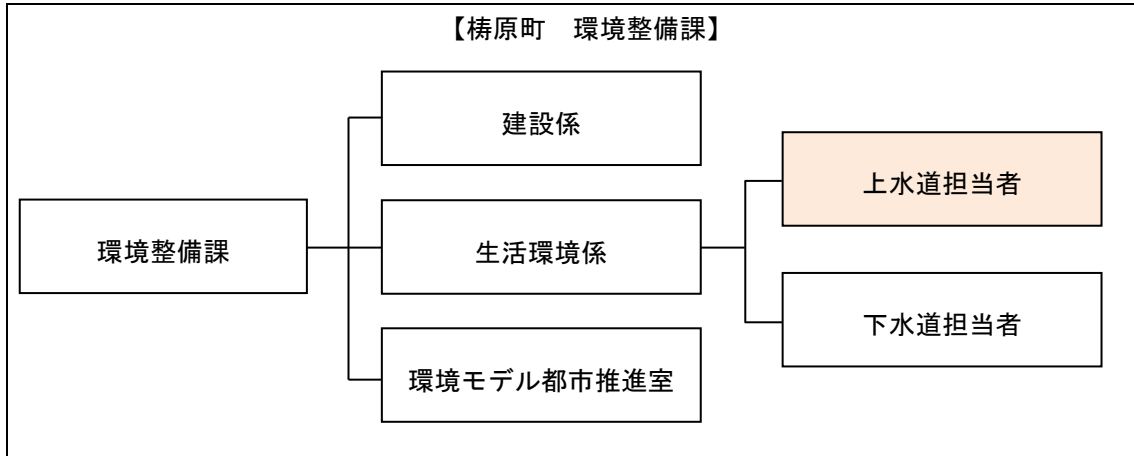 【梼原町　環境整備課】
建設係
上水道担当者
環境整備課
生活環境係
下水道担当者
環境モデル都市推進室